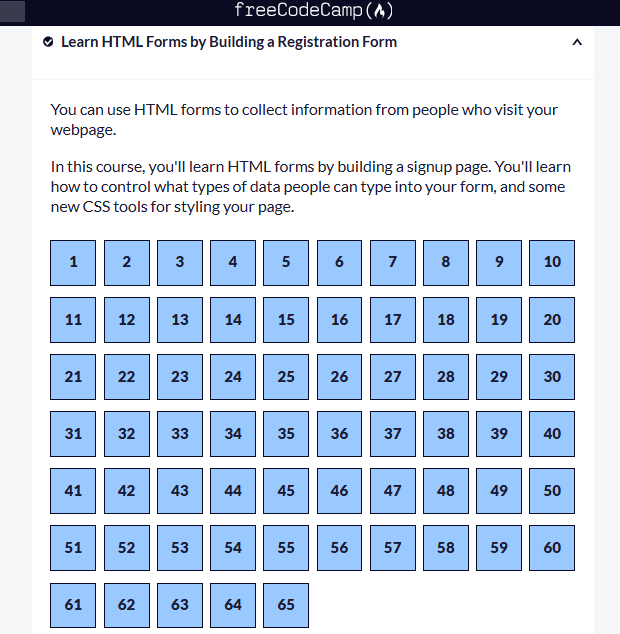 freeCodeCamp
Learn HTML Forms by Building a Registration Form
You can use HTML forms to collect information from people who visit your
webpage.
In this course, you'll learn HTML forms by building a signup page. You'll learn
how to control what types of data people can type into your form, and some
new CSS tools for styling your page.
1 2 3 4 5 6 7 8 9 10
11 12 13 14 15 16 17 18 19 20
21 22 23 24 25 26 27 28 29 30
31 32 33 34 35 36 37 38 39 40
41 42 43 44 45 46 47 48 49 50
51 52 53 54 55 56 57 58 59 60
61 62 63 64 65